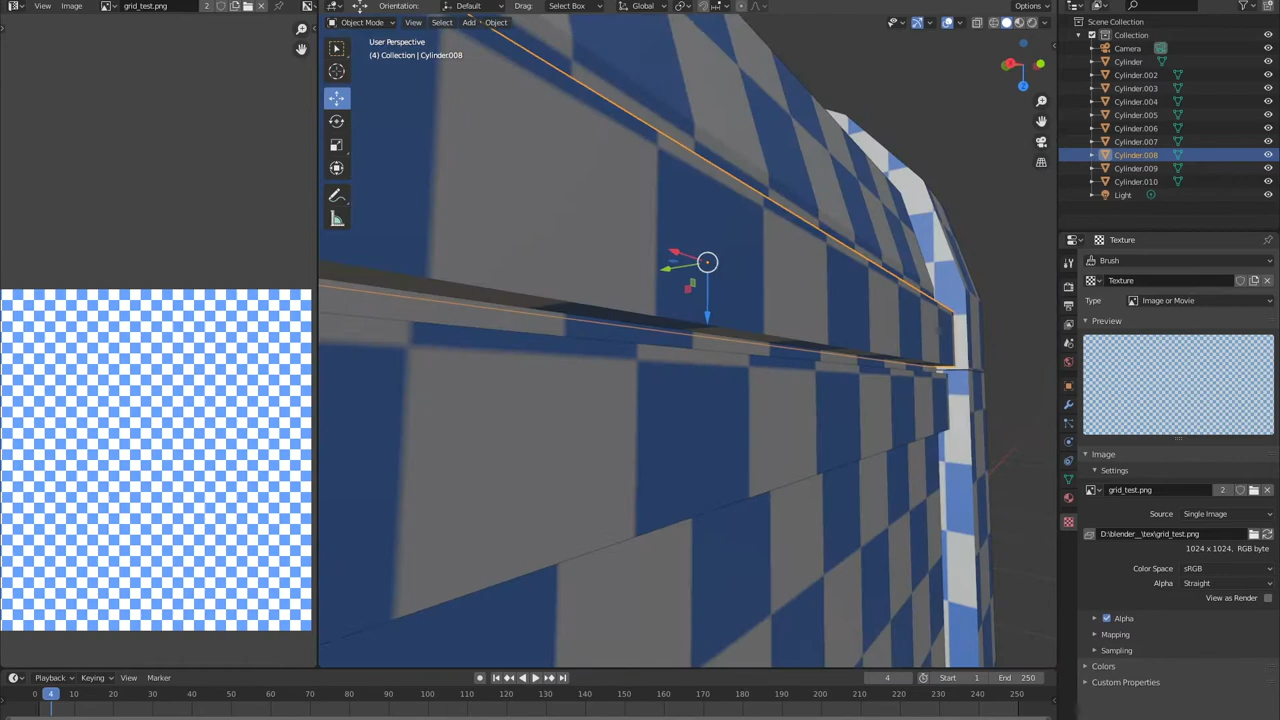 View Image grid_test.png 2
Orientation: Default Drag: Select Box Global Options
Object Mode View Select Add Object
User Perspective
(4) Collection | Cylinder.008
Scene Collection
Collection
Camera
Cylinder
Cylinder.002
Cylinder.003
Cylinder.004
Cylinder.005
Cylinder.006
Cylinder.007
Cylinder.008
Cylinder.009
Cylinder.010
Light
Texture
Brush
Texture
Type Image or Movie
Preview
Image
Settings
grid_test.png 2
Source Single Image
D:\blender__\tex\grid_test.png
1024 x 1024, RGB byte
Color Space sRGB
Alpha Straight
View as Render
Alpha
Mapping
Sampling
Colors
Custom Properties
Playback Keying View Marker 4 Start 1 End 250
0 4 10 20 30 40 50 60 70 80 90 100 110 120 130 140 150 160 170 180 190 200 210 220 230 240 250